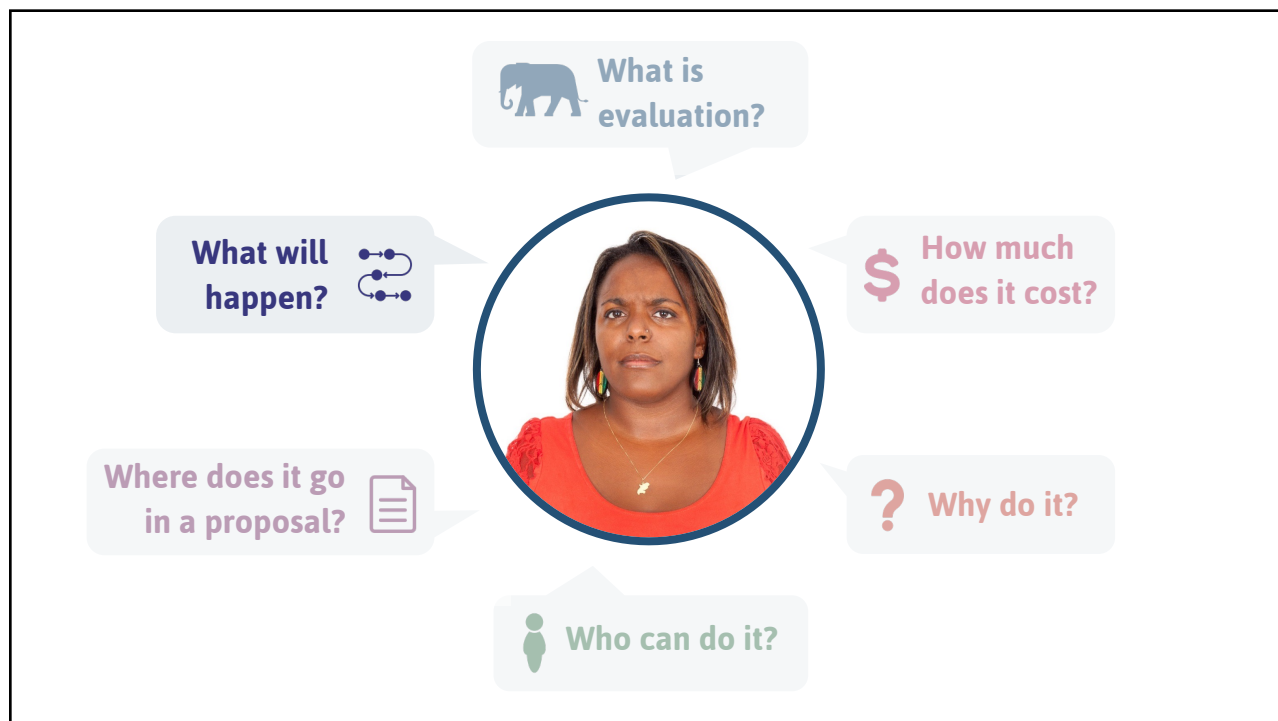 What is
evaluation?
What will
happen?
How much
does it cost?
Where does it go
in a proposal?
Why do it?
Who can do it?